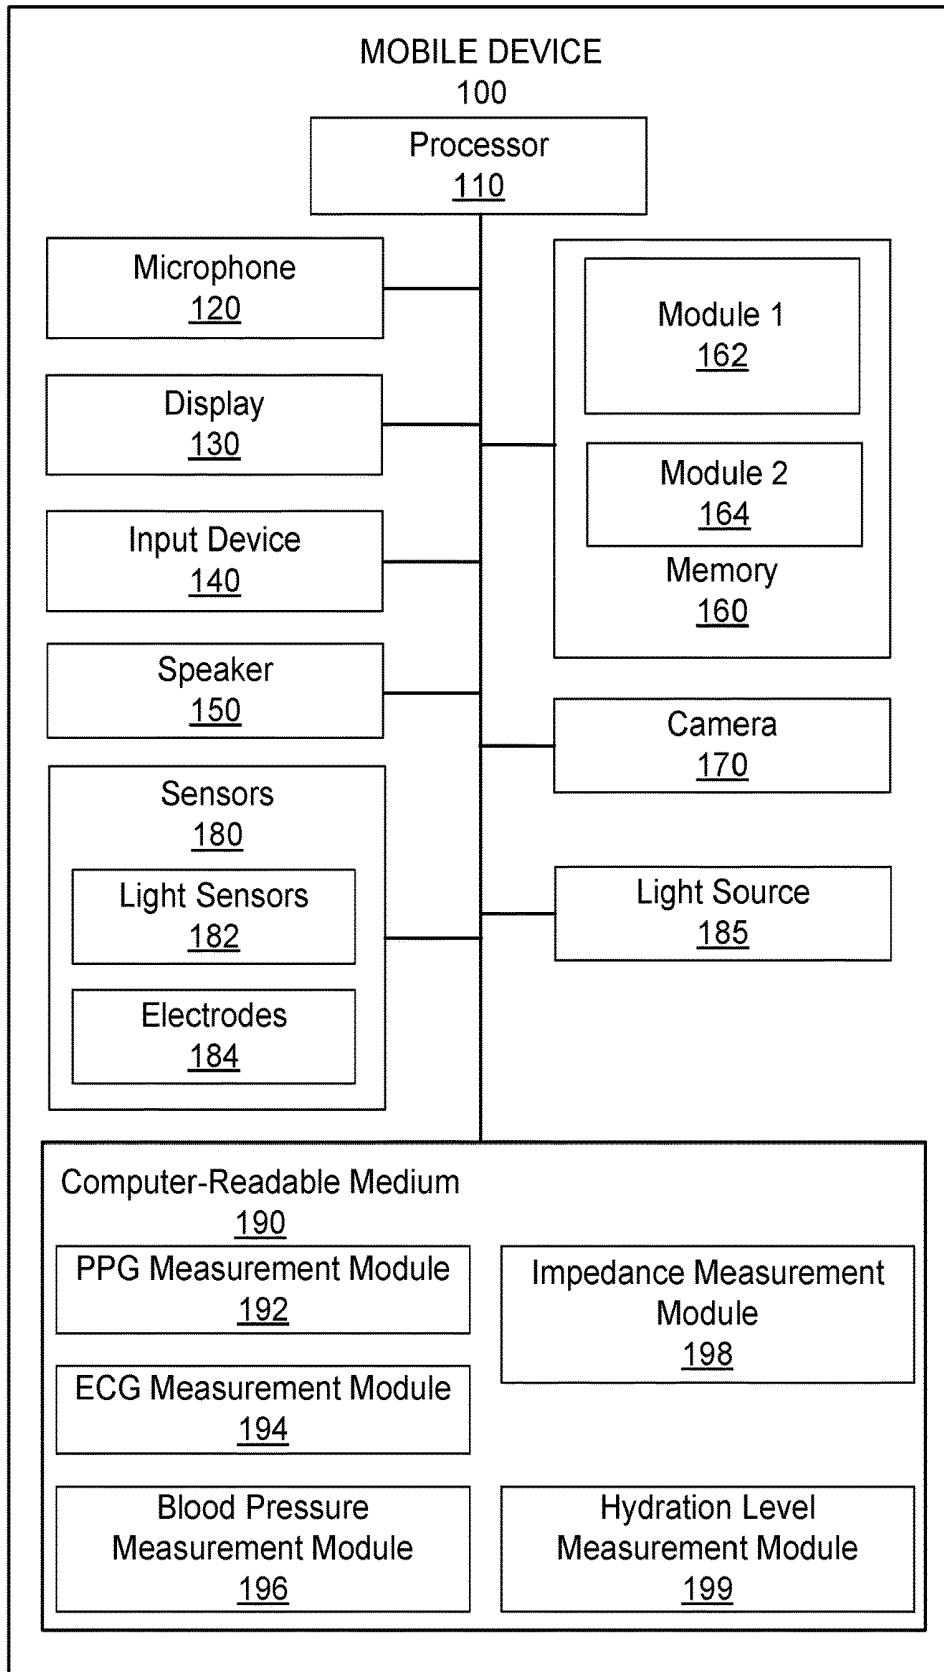 MOBILE DEVICE
100
Processor
110
Microphone
120
Display
130
Input Device
140
Speaker
150
Sensors
180
Light Sensors
182
Electrodes
184
Module 1
162
Module 2
164
Memory
160
Camera
170
Light Source
185
Computer-Readable Medium
190
PPG Measurement Module
192
ECG Measurement Module
194
Blood Pressure
Measurement Module
196
Impedance Measurement
Module
198
Hydration Level
Measurement Module
199